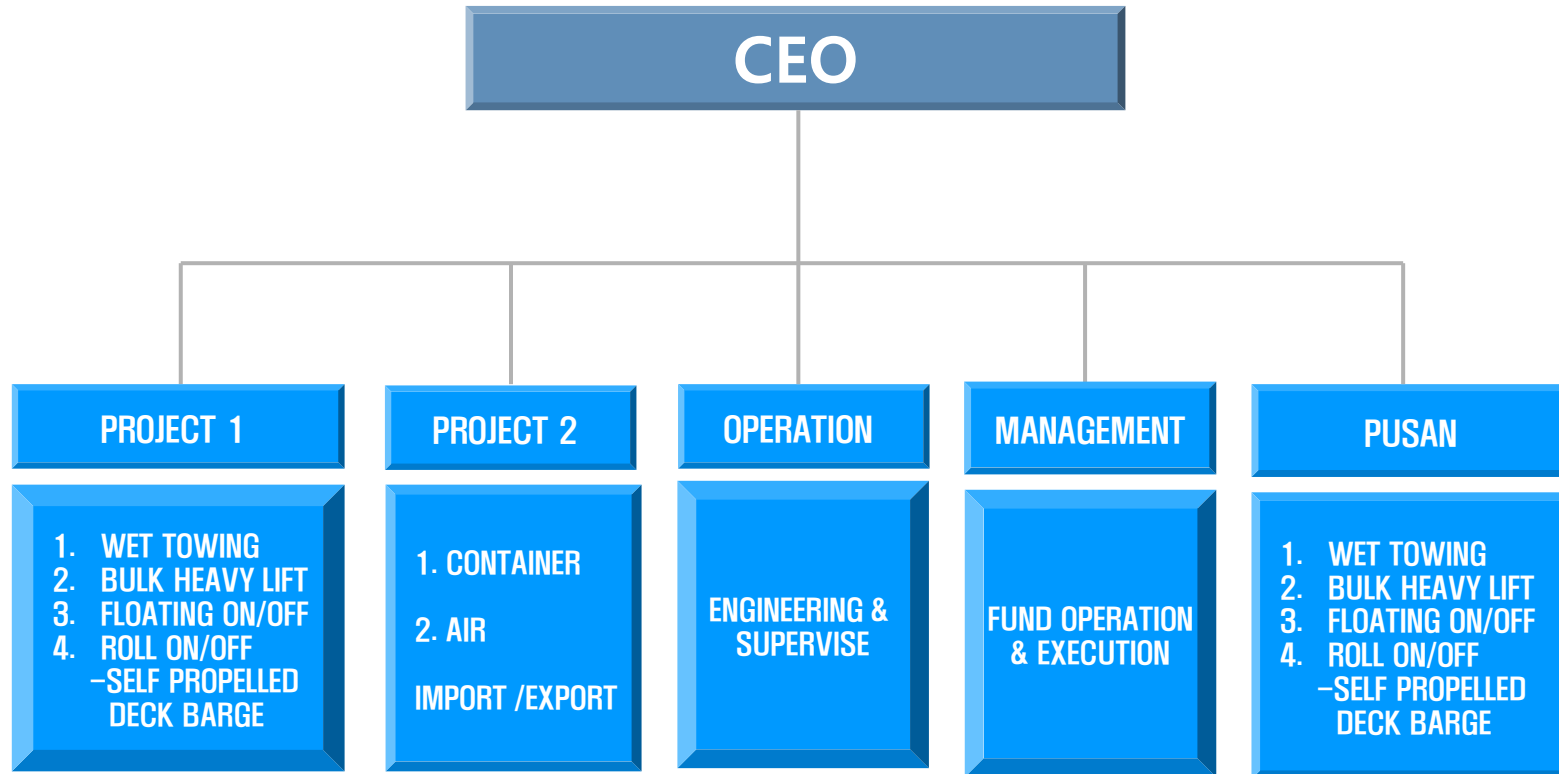 CEO
PROJECT 1
1. WET TOWING
2. BULK HEAVY LIFT
3. FLOATING ON/OFF
4. ROLL ON/OFF
-SELF PROPELLED
DECK BARGE
PROJECT 2
1. CONTAINER
2. AIR
IMPORT /EXPORT
OPERATION
ENGINEERING &
SUPERVISE
MANAGEMENT
FUND OPERATION
& EXECUTION
PUSAN
1. WET TOWING
2. BULK HEAVY LIFT
3. FLOATING ON/OFF
4. ROLL ON/OFF
-SELF PROPELLED
DECK BARGE